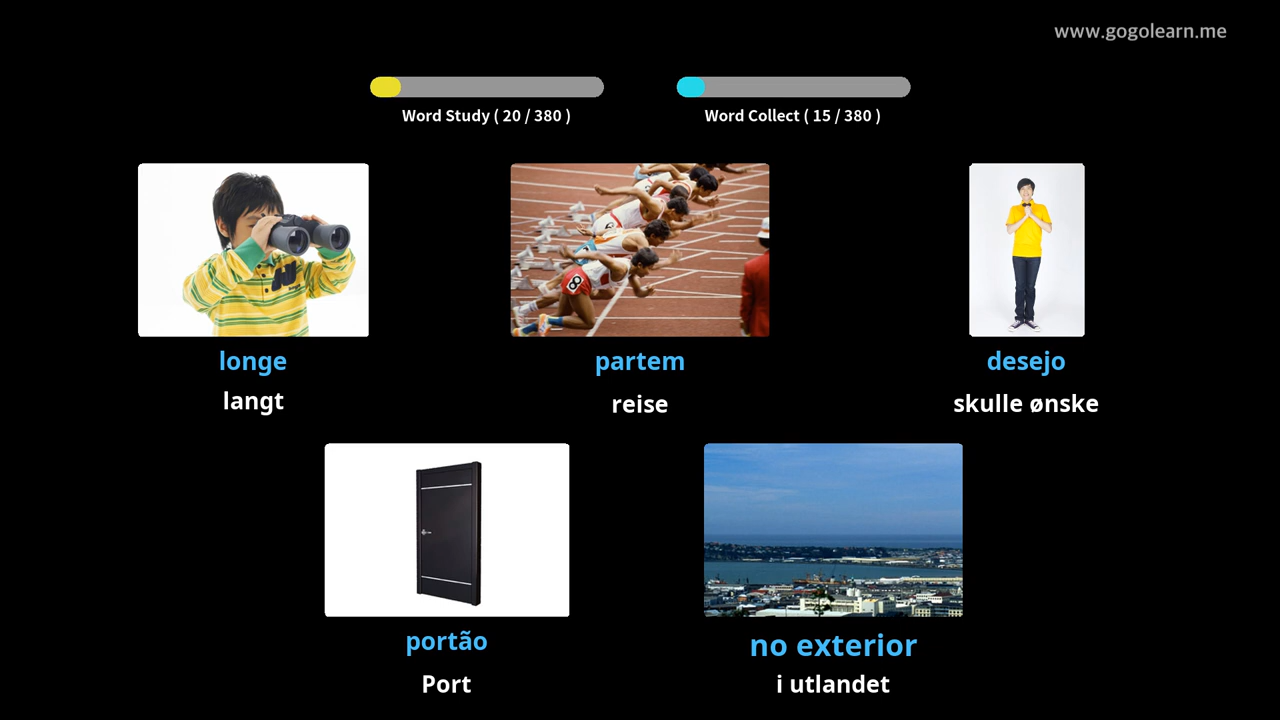 www.gogolearn.me
Word Study ( 20 / 380 )
Word Collect ( 15 / 380 )
longe
langt
partem
reise
desejo
skulle ønske
portão
Port
no exterior
i utlandet